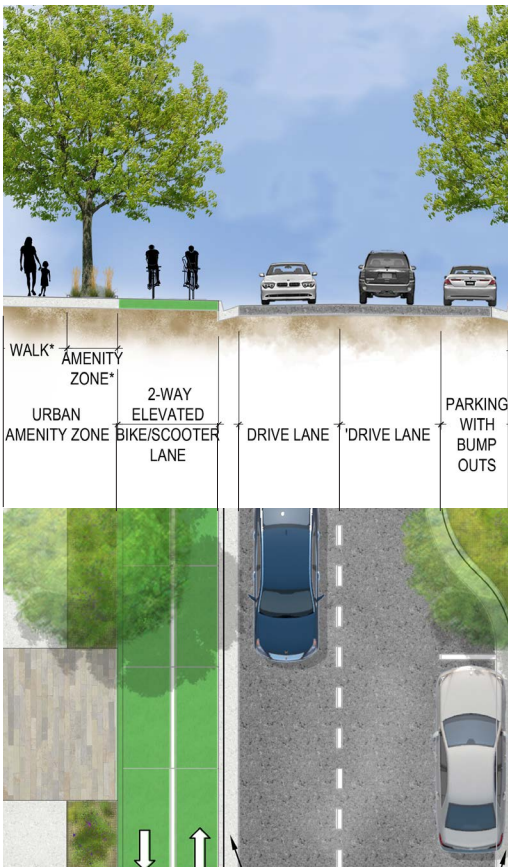 WALK*
AMENITY
ZONE*
URBAN
AMENITY ZONE
2-WAY
ELEVATED
BIKE/SCOOTER
LANE
DRIVE LANE
'DRIVE LANE
PARKING
WITH
BUMP
OUTS